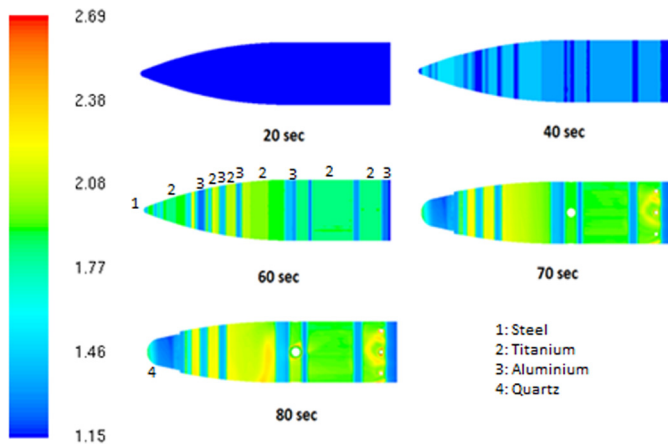 2.69
2.38
2.08
1.77
1.46
1.15
20 sec
40 sec
1 2 3 2 3 2 3 2 3 2 2 3
60 sec
70 sec
4
80 sec
1: Steel
2: Titanium
3: Aluminium
4: Quartz